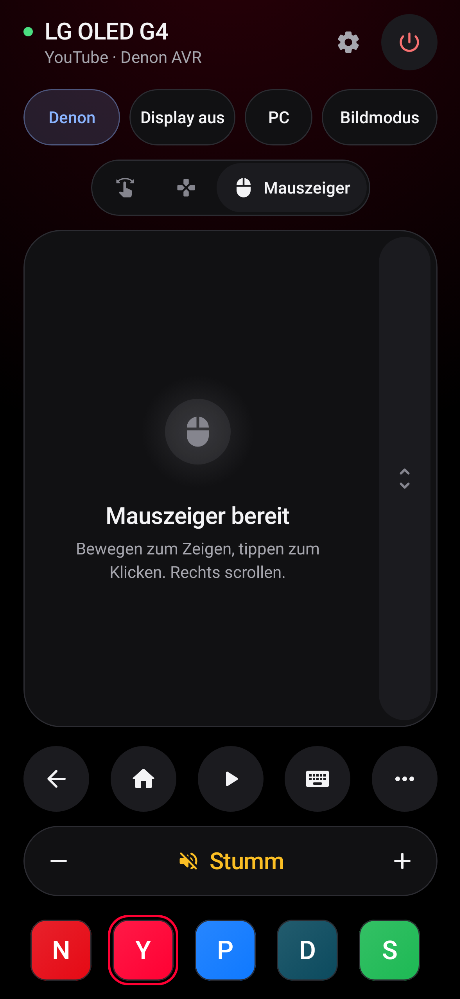 LG OLED G4
YouTube · Denon AVR
Denon
Display aus
PC
Bildmodus
Mauszeiger
Mauszeiger bereit
Bewegen zum Zeigen, tippen zum
Klicken. Rechts scrollen.
Stumm
N
Y
P
D
S